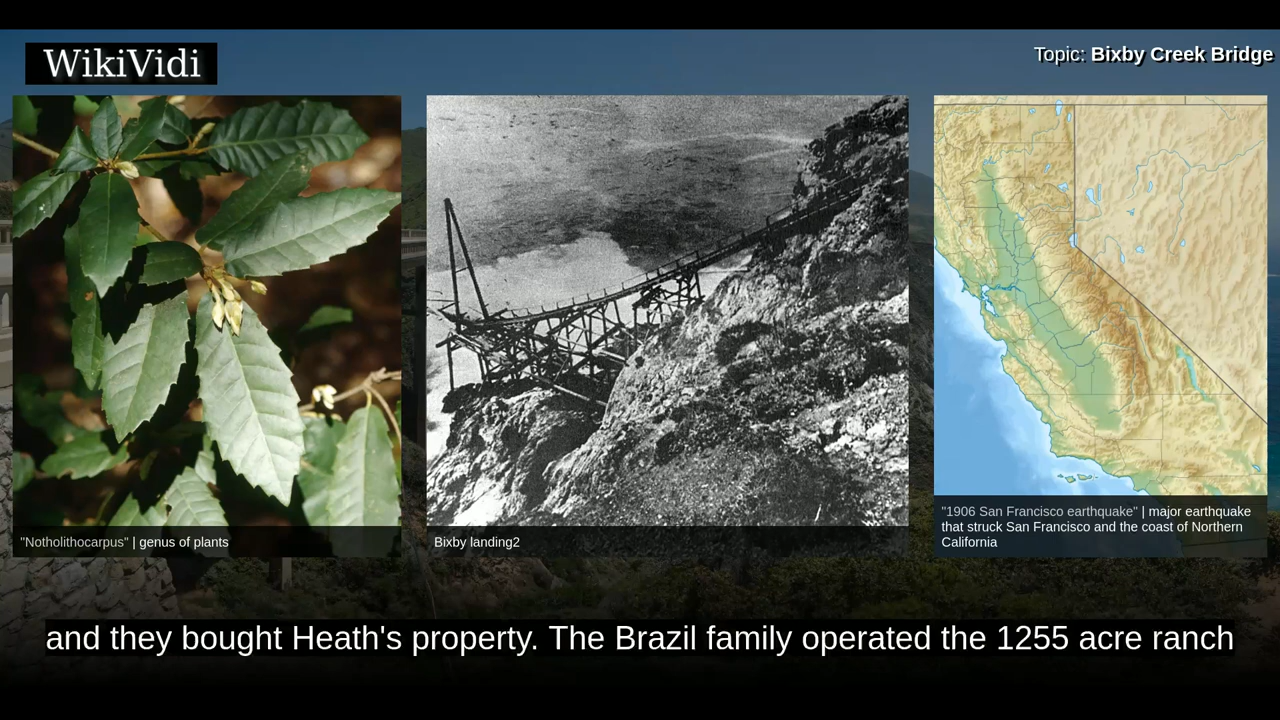 WikiVidi
Topic: Bixby Creek Bridge
"Notholithocarpus" | genus of plants
Bixby landing2
"1906 San Francisco earthquake" | major earthquake
that struck San Francisco and the coast of Northern
California
and they bought Heath's property. The Brazil family operated the 1255 acre ranch